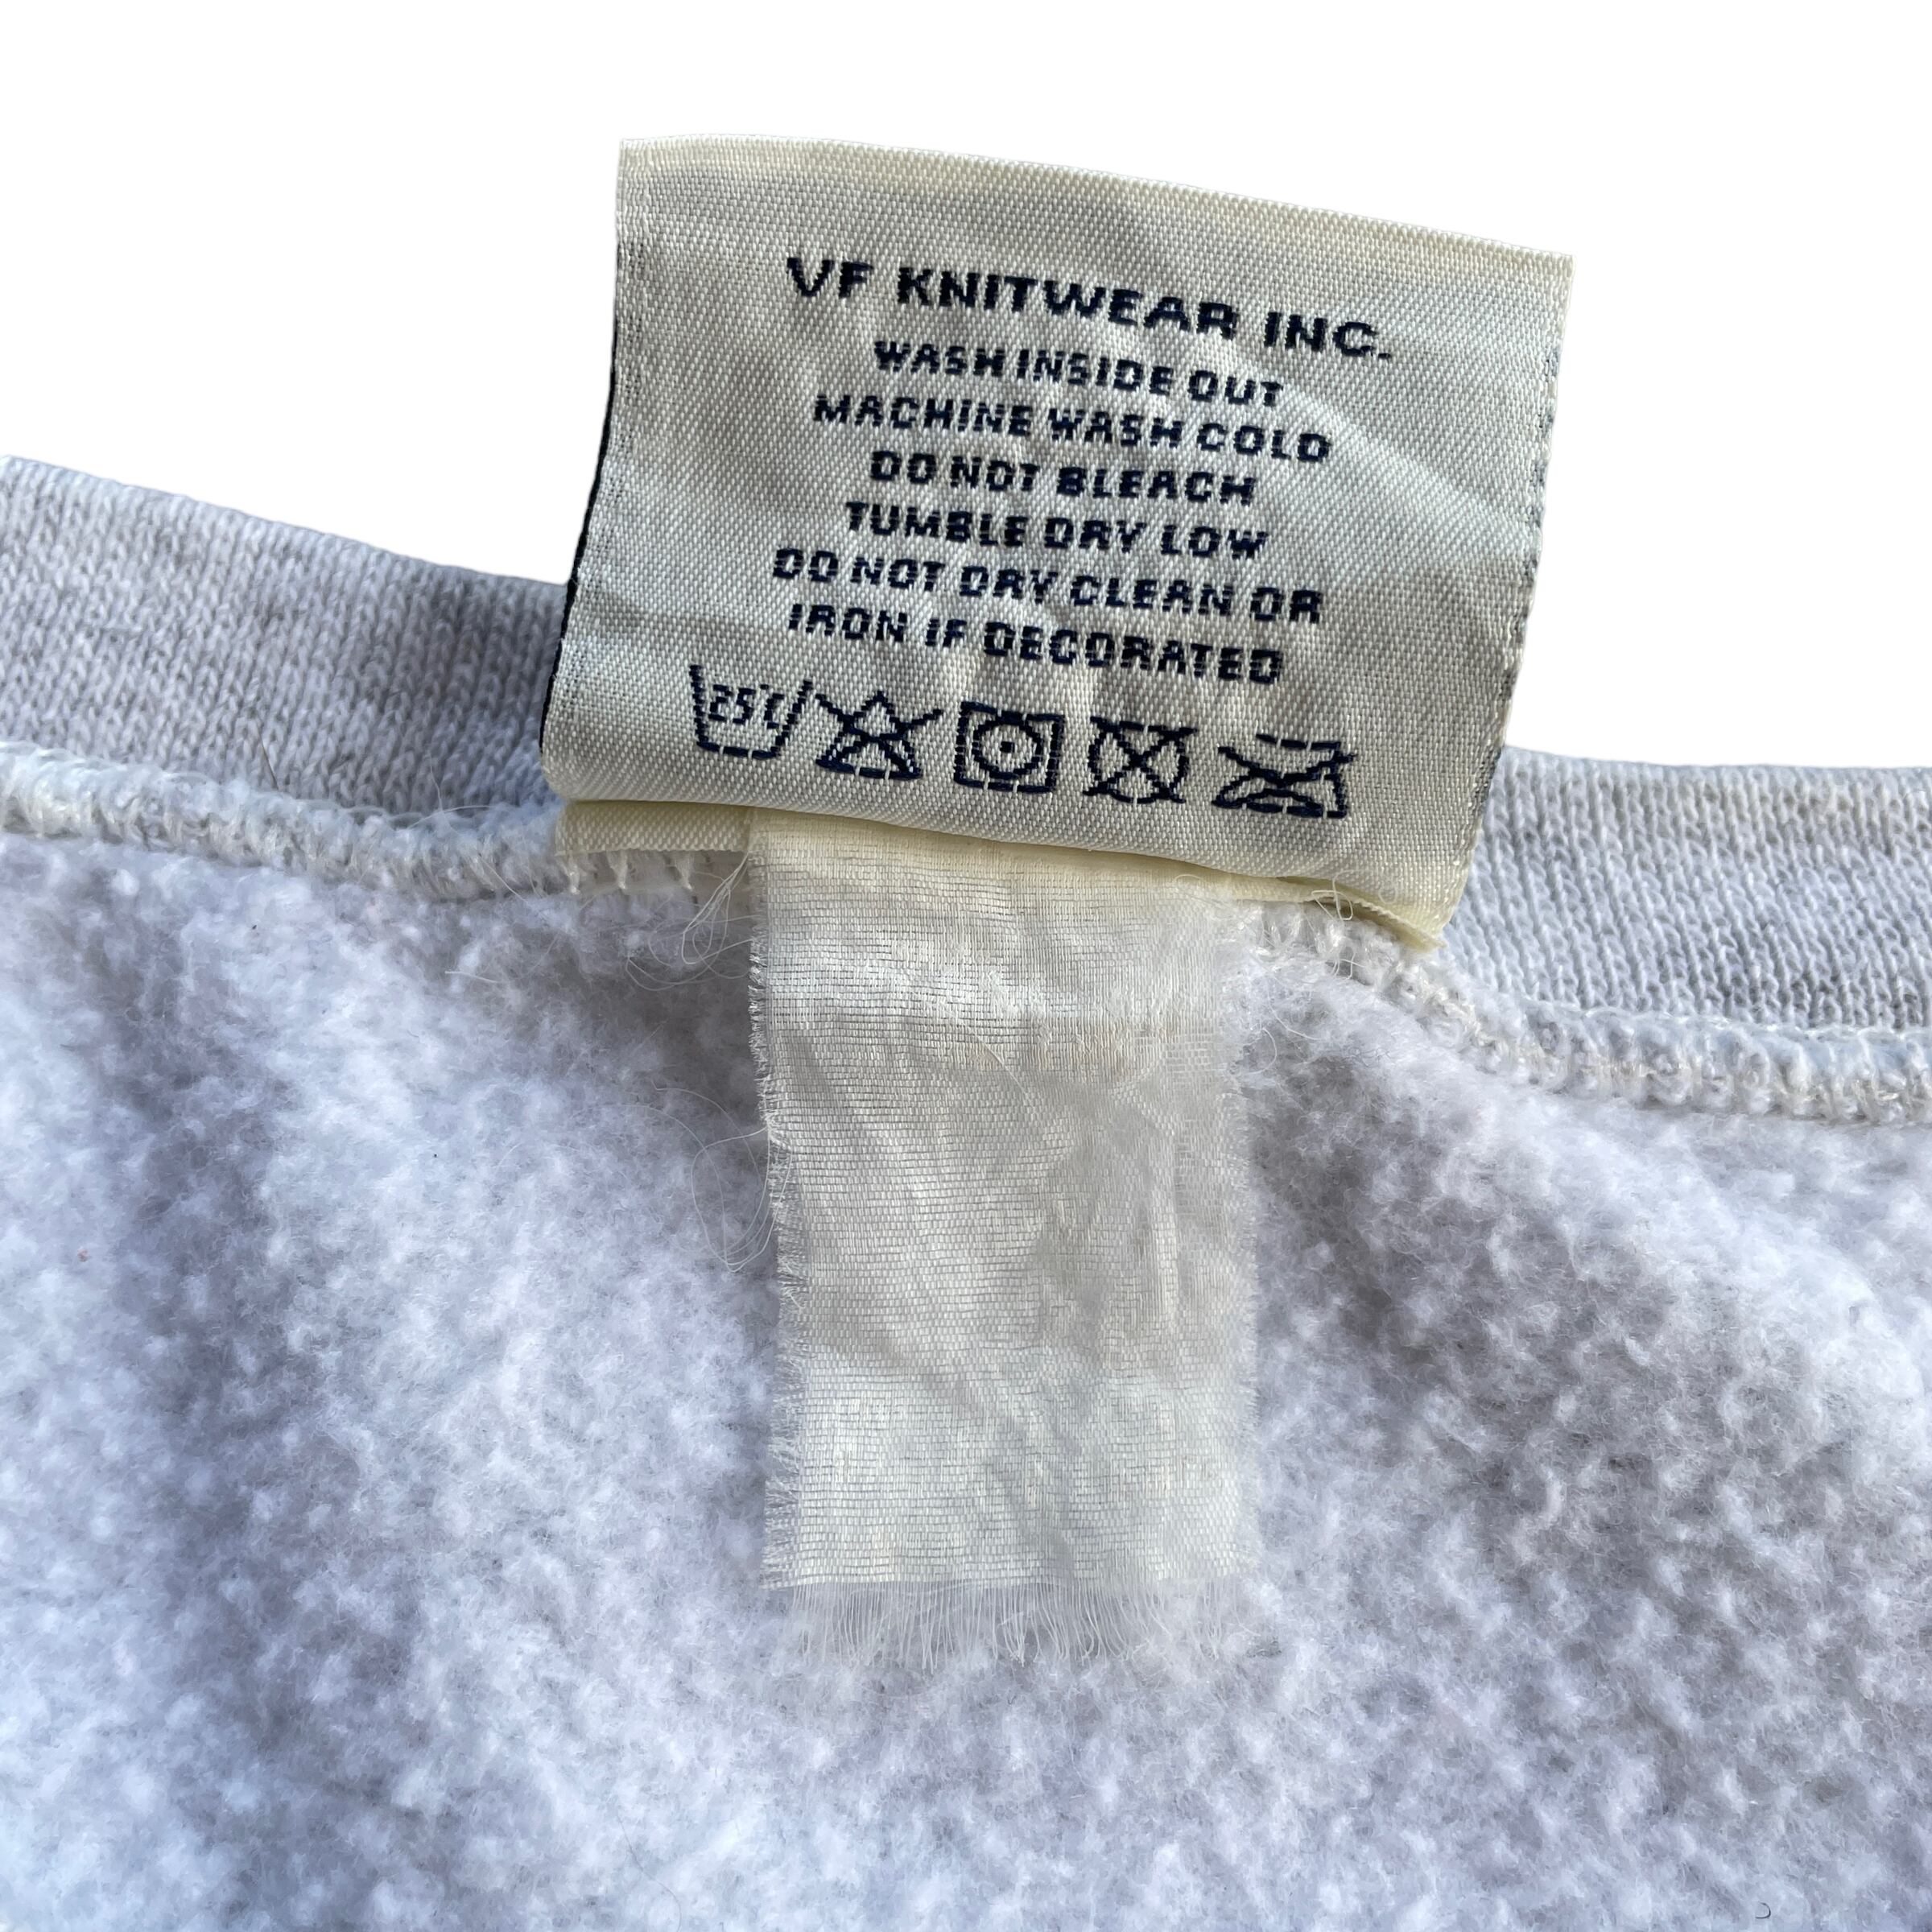 VF KNITWEAR INC.
WASH INSIDE OUT
MACHINE WASH COLD
DO NOT BLEACH
TUMBLE DRY LOW
DO NOT DRY CLEAN OR
IRON IF DECORATED
25°C